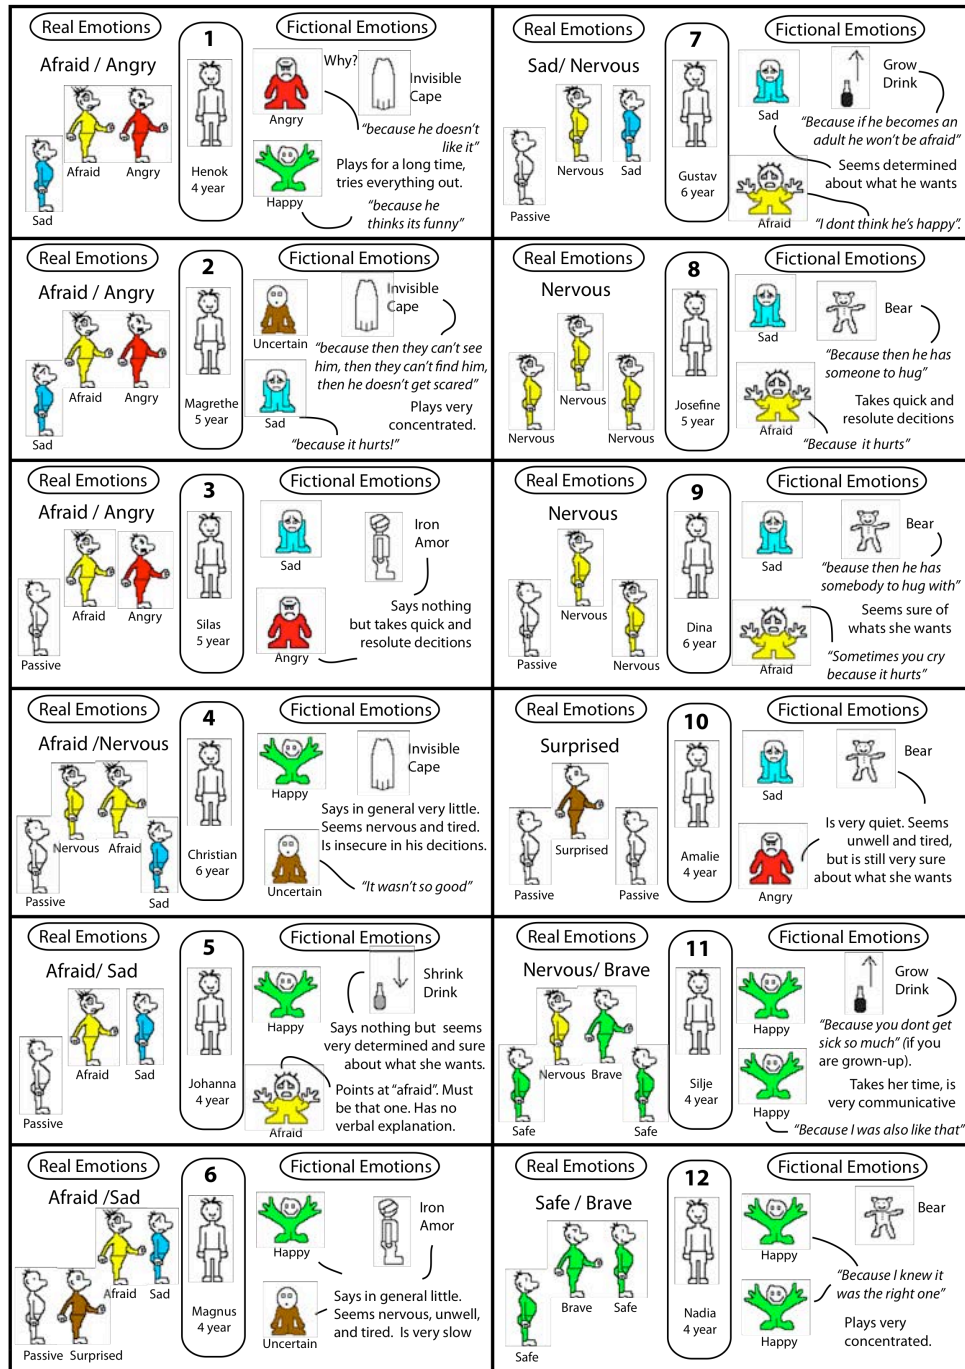 Real Emotions
1
Fictional Emotions
Afraid / Angry
Sad
Afraid
Angry
Henok
4 year
Angry
Why?
Invisible
Cape
"because he doesn't
like it"
Happy
Plays for a long time,
tries everything out.
"because he
thinks its funny"
Real Emotions
7
Fictional Emotions
Sad/ Nervous
Passive
Nervous
Sad
Gustav
6 year
Sad
Grow
Drink
"Because if he becomes an
adult he won't be afraid"
Seems determined
about what he wants
Afraid
"I dont think he's happy".
Real Emotions
2
Fictional Emotions
Afraid / Angry
Sad
Afraid
Angry
Magrethe
5 year
Uncertain
Invisible
Cape
"because then they can't see
him, then they can't find him,
then he doesn't get scared"
Sad
Plays very
concentrated.
"because it hurts!"
Real Emotions
8
Fictional Emotions
Nervous
Nervous
Nervous
Nervous
Josefine
5 year
Sad
Bear
"Because then he has
someone to hug"
Afraid
Takes quick and
resolute decitions
"Because it hurts"
Real Emotions
3
Fictional Emotions
Afraid / Angry
Passive
Afraid
Angry
Silas
5 year
Sad
Iron
Amor
Angry
Says nothing
but takes quick and
resolute decitions
Real Emotions
9
Fictional Emotions
Nervous
Passive
Nervous
Nervous
Dina
6 year
Sad
Bear
"beause then he has
somebody to hug with"
Afraid
Seems sure of
whats she wants
"Sometimes you cry
because it hurts"
Real Emotions
4
Fictional Emotions
Afraid /Nervous
Passive
Nervous
Afraid
Sad
Christian
6 year
Happy
Invisible
Cape
Says in general very little.
Seems nervous and tired.
Is insecure in his decitions.
Uncertain
"It wasn't so good"
Real Emotions
10
Fictional Emotions
Surprised
Passive
Surprised
Passive
Amalie
4 year
Sad
Bear
Is very quiet. Seems
unwell and tired,
but is still very sure
about what she wants
Angry
Real Emotions
5
Fictional Emotions
Afraid/ Sad
Passive
Afraid
Sad
Johanna
4 year
Happy
Shrink
Drink
Says nothing but seems
very determined and sure
about what she wants.
Afraid
Points at "afraid". Must
be that one. Has no
verbal explanation.
Real Emotions
11
Fictional Emotions
Nervous/ Brave
Safe
Nervous
Brave
Safe
Silje
4 year
Happy
Grow
Drink
"Because you dont get
sick so much" (if you
are grown-up).
Happy
Takes her time, is
very communicative
"Because I was also like that"
Real Emotions
6
Fictional Emotions
Afraid /Sad
Passive
Surprised
Afraid
Sad
Magnus
4 year
Happy
Iron
Amor
Uncertain
Says in general little.
Seems nervous, unwell,
and tired. Is very slow
Real Emotions
12
Fictional Emotions
Safe / Brave
Safe
Brave
Safe
Nadia
4 year
Happy
Bear
"Because I knew it
was the right one"
Happy
Plays very
concentrated.